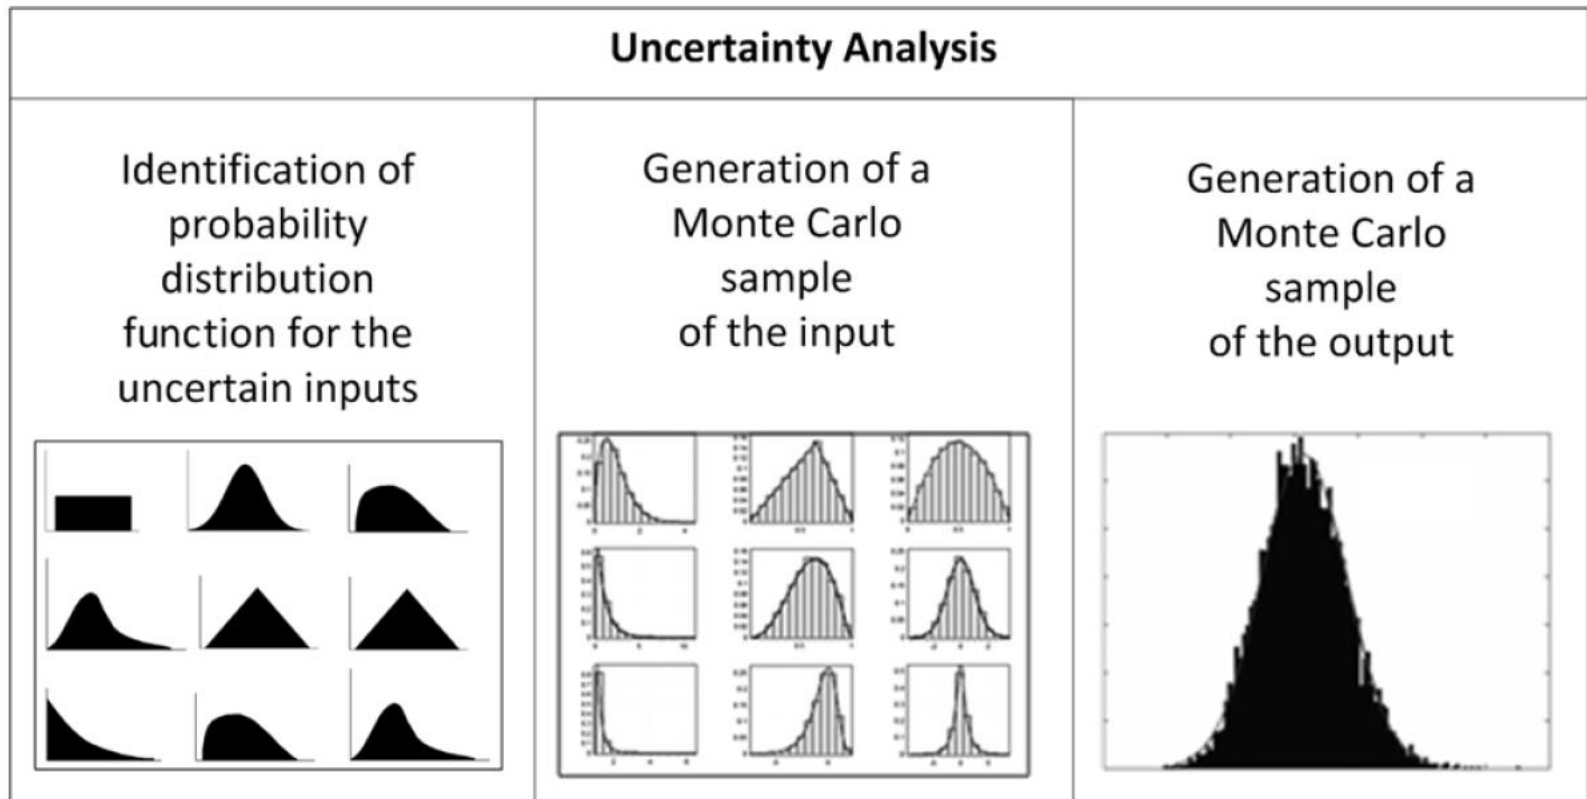 Uncertainty Analysis
Identification of
probability
distribution
function for the
uncertain inputs
Generation of a
Monte Carlo
sample
of the input
Generation of a
Monte Carlo
sample
of the output